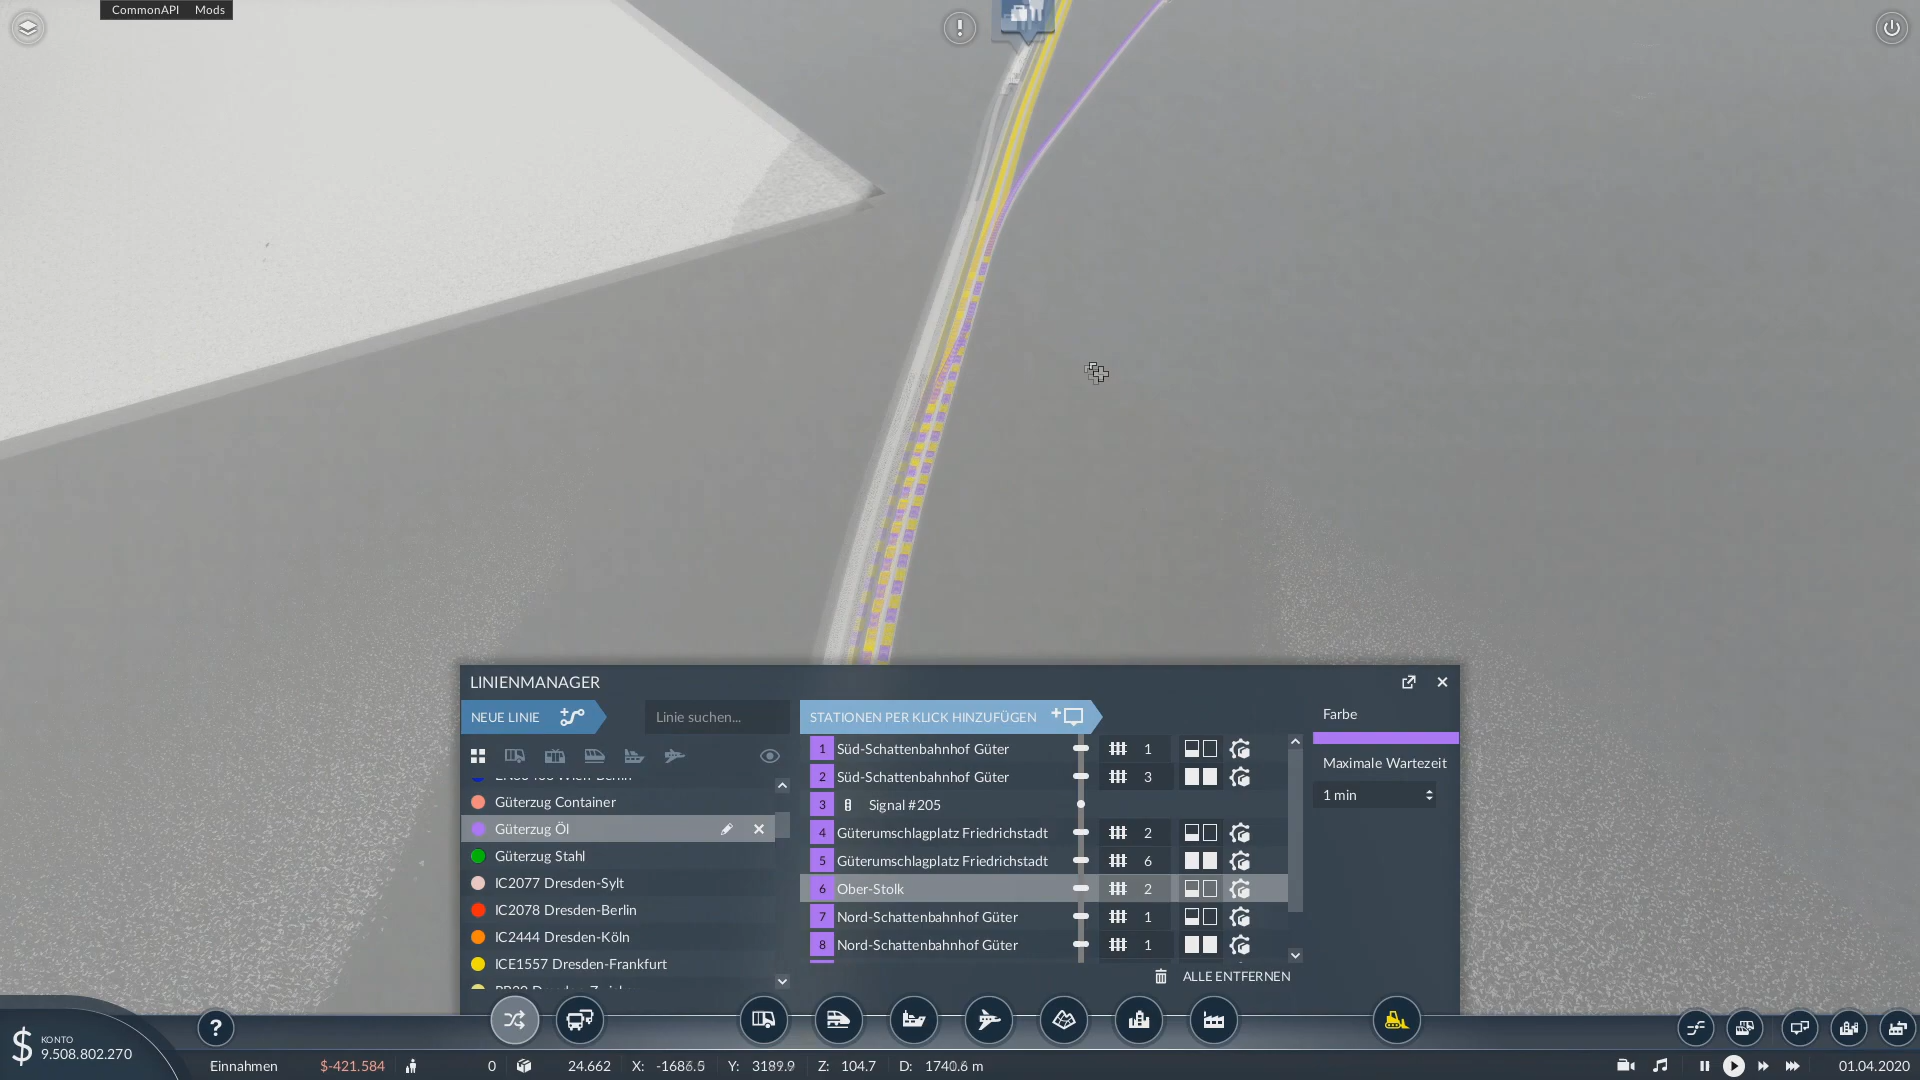 CommonAPI Mods
LINIENMANAGER
NEUE LINIE
Linie suchen...
Güterzug Container
Güterzug Öl
Güterzug Stahl
IC2077 Dresden-Sylt
IC2078 Dresden-Berlin
IC2444 Dresden-Köln
ICE1557 Dresden-Frankfurt
STATIONEN PER KLICK HINZUFÜGEN
1 Süd-Schattenbahnhof Güter 1
2 Süd-Schattenbahnhof Güter 3
3 Signal #205
4 Güterumschlagplatz Friedrichstadt 2
5 Güterumschlagplatz Friedrichstadt 6
6 Ober-Stolk 2
7 Nord-Schattenbahnhof Güter 1
8 Nord-Schattenbahnhof Güter 1
ALLE ENTFERNEN
Farbe
Maximale Wartezeit
1 min
?
$ KONTO
9.508.802.270
Einnahmen $-421.584 0 24.662 X: Y: Z: 104.7 D: m 01.04.2020